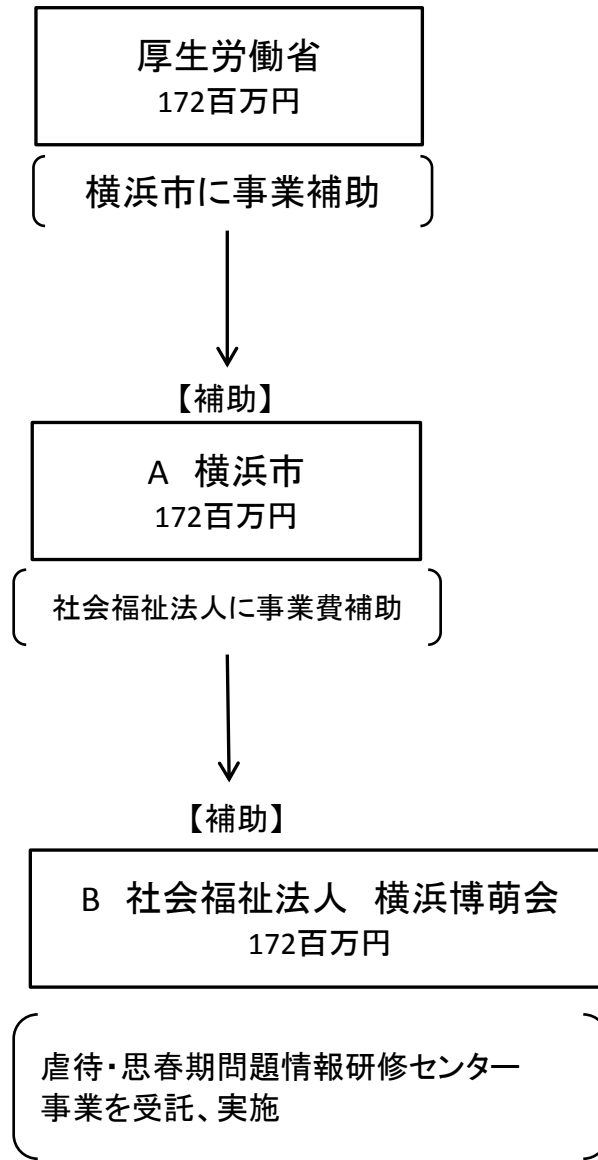 厚生労働省
172百万円
横浜市に事業補助
【補助】
A 横浜市
172百万円
社会福祉法人に事業費補助
【補助】
B 社会福祉法人 横浜博萌会
172百万円
虐待・思春期問題情報研修センター
事業を受託、実施